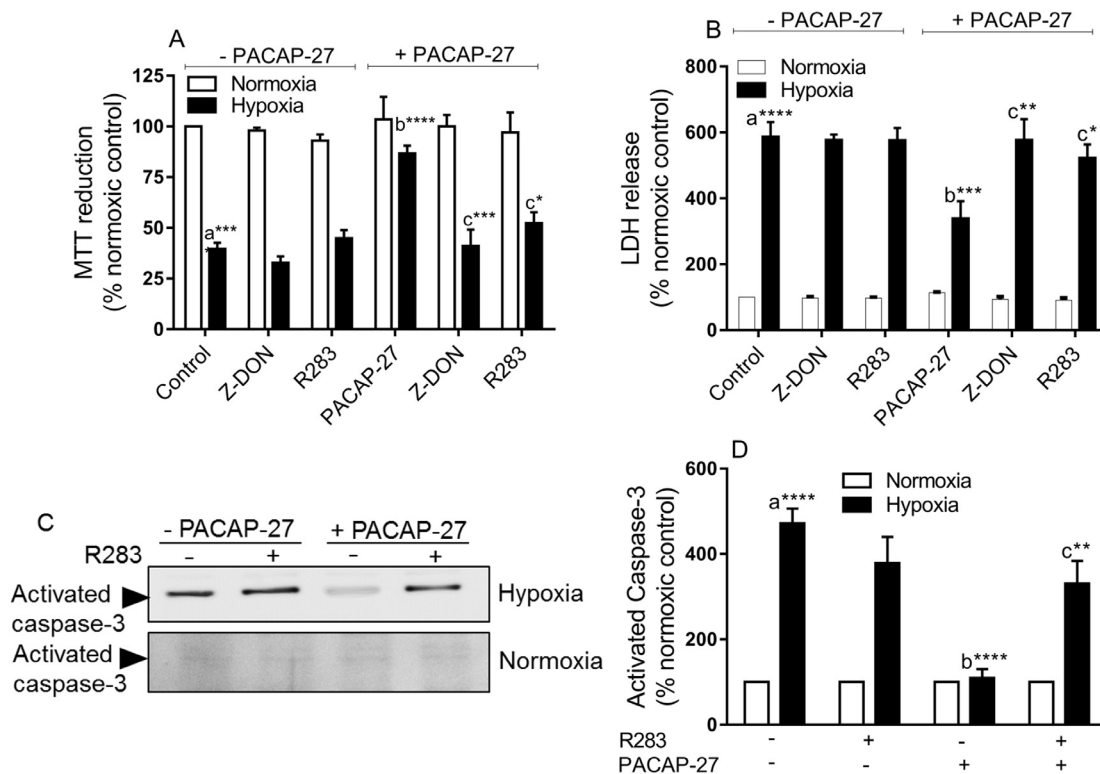 A
- PACAP-27 + PACAP-27
Normoxia
Hypoxia
MTT reduction
(% normoxic control)
125
100
75
50
25
0
a***
*
b****
c***
c*
Control
Z-DON
R283
PACAP-27
Z-DON
R283
B
- PACAP-27 + PACAP-27
Normoxia
Hypoxia
LDH release
(% normoxic control)
800
600
400
200
0
a****
b***
c**
c*
Control
Z-DON
R283
PACAP-27
Z-DON
R283
C
- PACAP-27 + PACAP-27
R283 - + - +
Activated
caspase-3
Hypoxia
Activated
caspase-3
Normoxia
D
Normoxia
Hypoxia
Activated Caspase-3
(% normoxic control)
600
400
200
0
a****
b****
c**
R283 - + - +
PACAP-27 - - + +